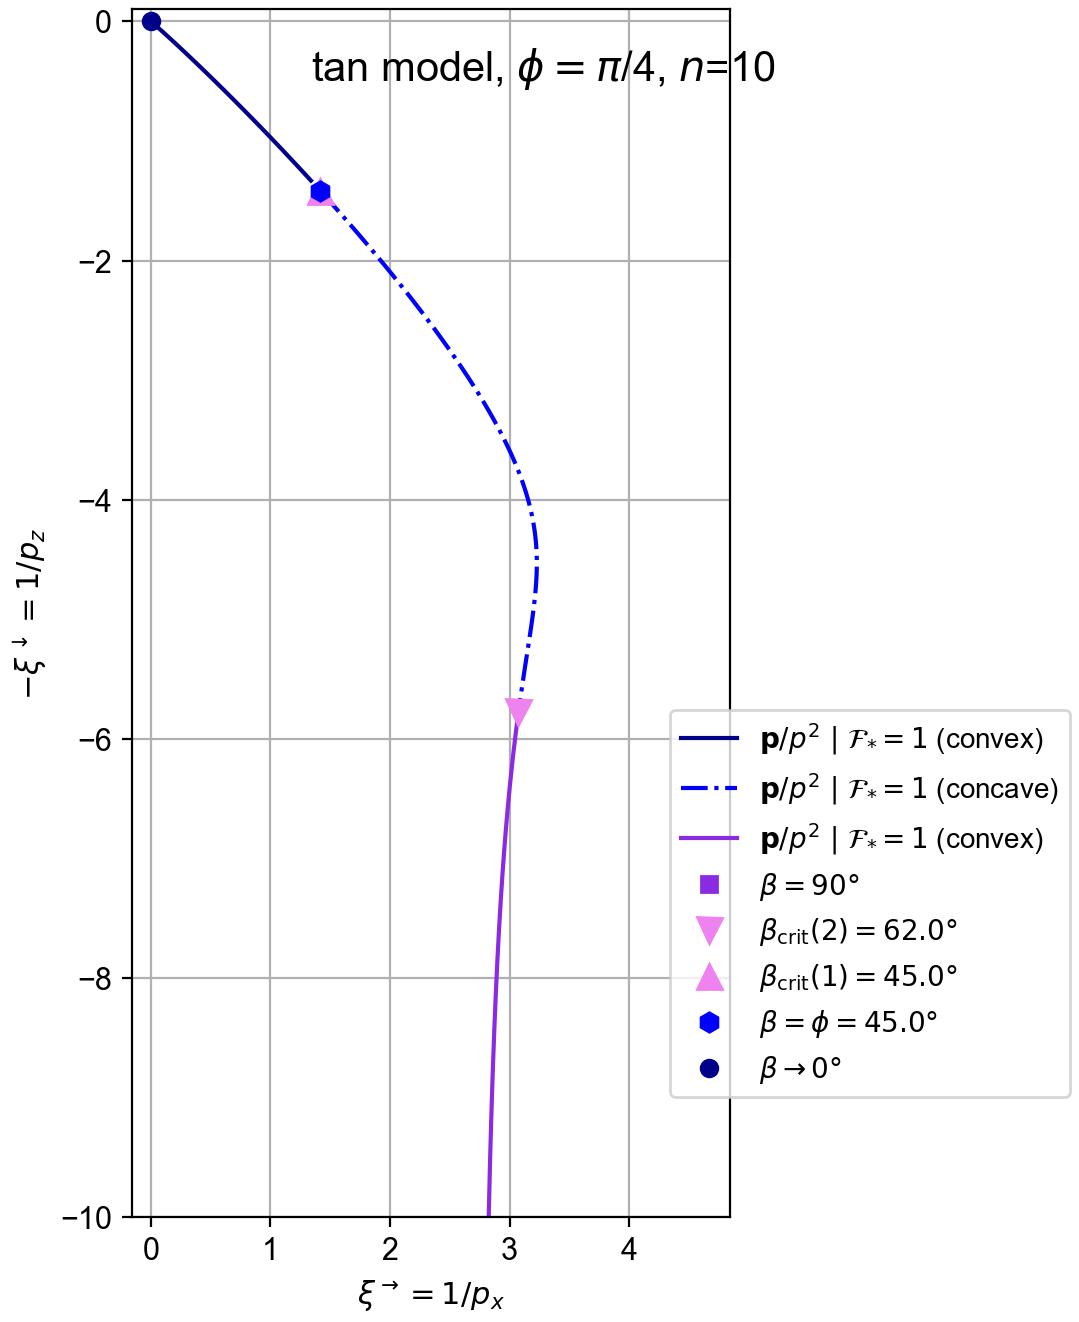 tan model, ϕ = π/4, n=10
0
−2
−4
−6
−8
−10
−ξ↓ = 1/p_z
p/p² | ℱ* = 1 (convex)
p/p² | ℱ* = 1 (concave)
p/p² | ℱ* = 1 (convex)
β = 90°
β_crit(2) = 62.0°
β_crit(1) = 45.0°
β = ϕ = 45.0°
β → 0°
0 1 2 3 4
ξ→ = 1/p_x